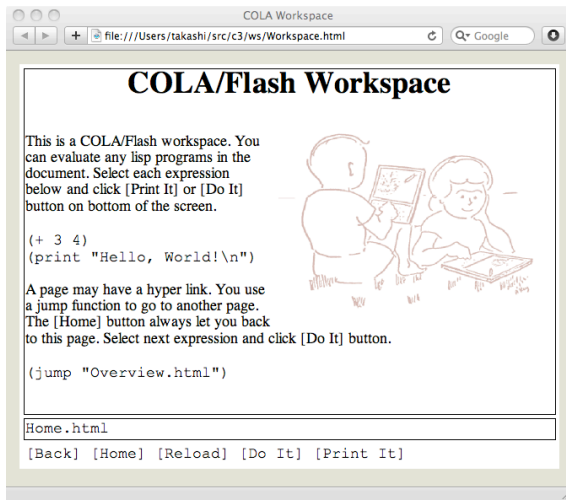 COLA Workspace
file:///Users/takashi/src/c3/ws/Workspace.html
Google
COLA/Flash Workspace
This is a COLA/Flash workspace. You
can evaluate any lisp programs in the
document. Select each expression
below and click [Print It] or [Do It]
button on bottom of the screen.
(+ 3 4)
(print "Hello, World!\n")
A page may have a hyper link. You use
a jump function to go to another page.
The [Home] button always let you back
to this page. Select next expression and click [Do It] button.
(jump "Overview.html")
Home.html
[Back] [Home] [Reload] [Do It] [Print It]